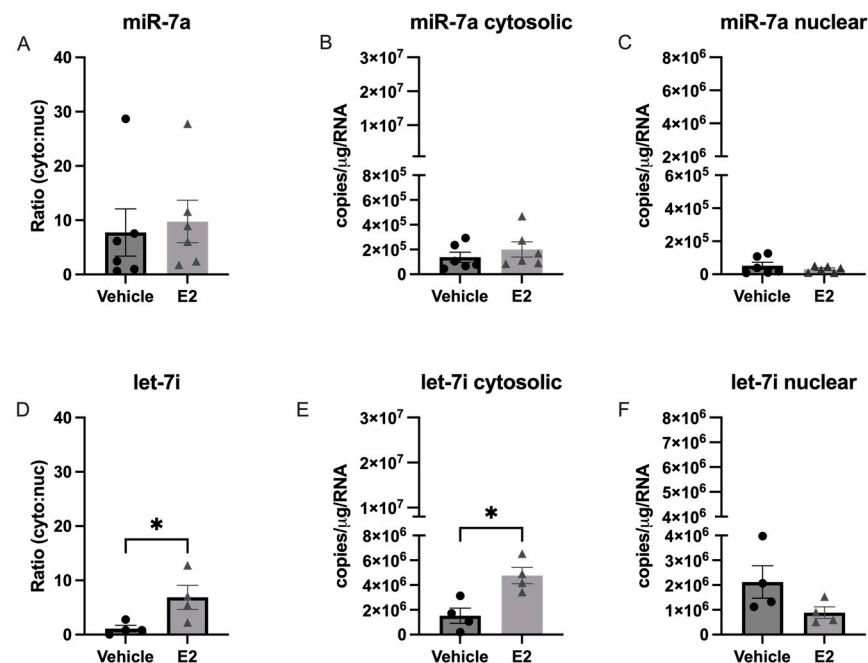 miR-7a
A
Ratio (cyto:nuc)
40
30
20
10
0
Vehicle E2
miR-7a cytosolic
B
copies/μg/RNA
3×10⁷
2×10⁷
1×10⁷
8×10⁵
6×10⁵
4×10⁵
2×10⁵
0
Vehicle E2
miR-7a nuclear
C
copies/μg/RNA
8×10⁶
6×10⁶
4×10⁶
2×10⁶
6×10⁵
4×10⁵
2×10⁵
0
Vehicle E2
let-7i
D
Ratio (cyto:nuc)
40
30
20
10
0
*
Vehicle E2
let-7i cytosolic
E
copies/μg/RNA
3×10⁷
2×10⁷
1×10⁷
8×10⁶
6×10⁶
4×10⁶
2×10⁶
0
*
Vehicle E2
let-7i nuclear
F
copies/μg/RNA
8×10⁶
7×10⁶
6×10⁶
5×10⁶
4×10⁶
4×10⁶
3×10⁶
2×10⁶
1×10⁶
0
Vehicle E2